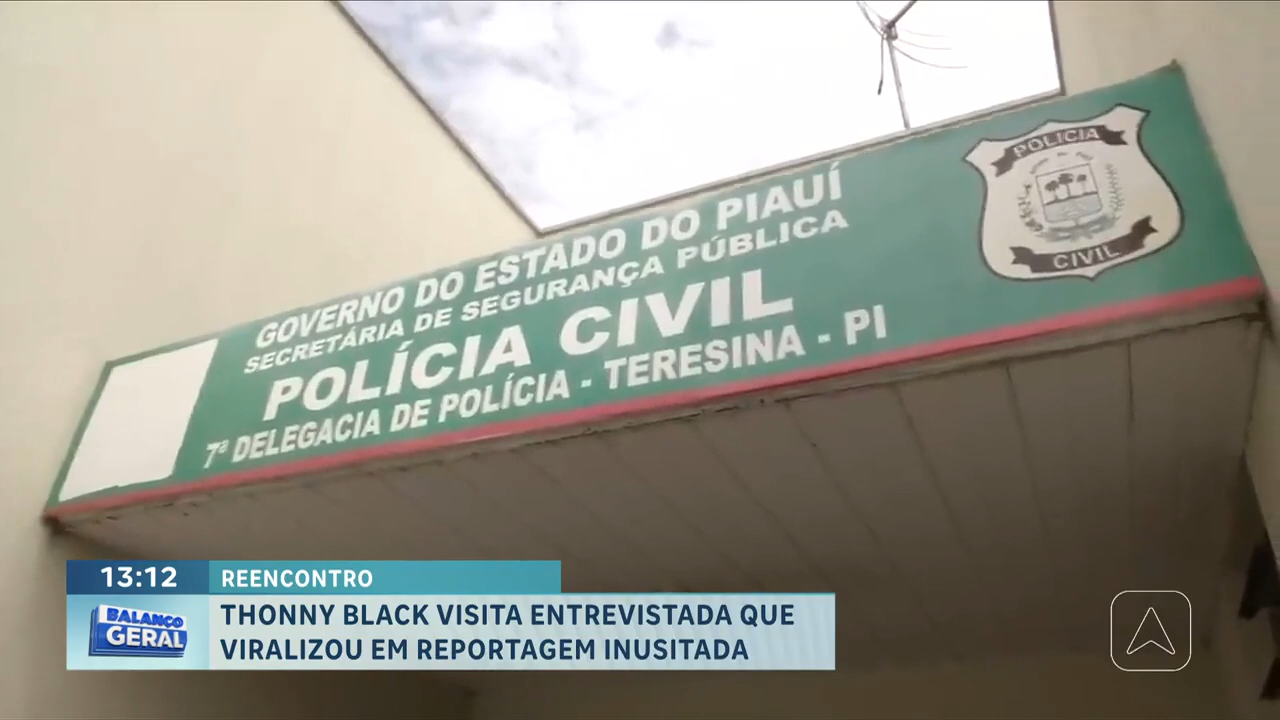 GOVERNO DO ESTADO DO PIAUÍ
SECRETÁRIA DE SEGURANÇA PÚBLICA
POLÍCIA CIVIL
7ª DELEGACIA DE POLÍCIA - TERESINA - PI
POLICIA
CIVIL
13:12
REENCONTRO
BALANÇO
GERAL
THONNY BLACK VISITA ENTREVISTADA QUE
VIRALIZOU EM REPORTAGEM INUSITADA